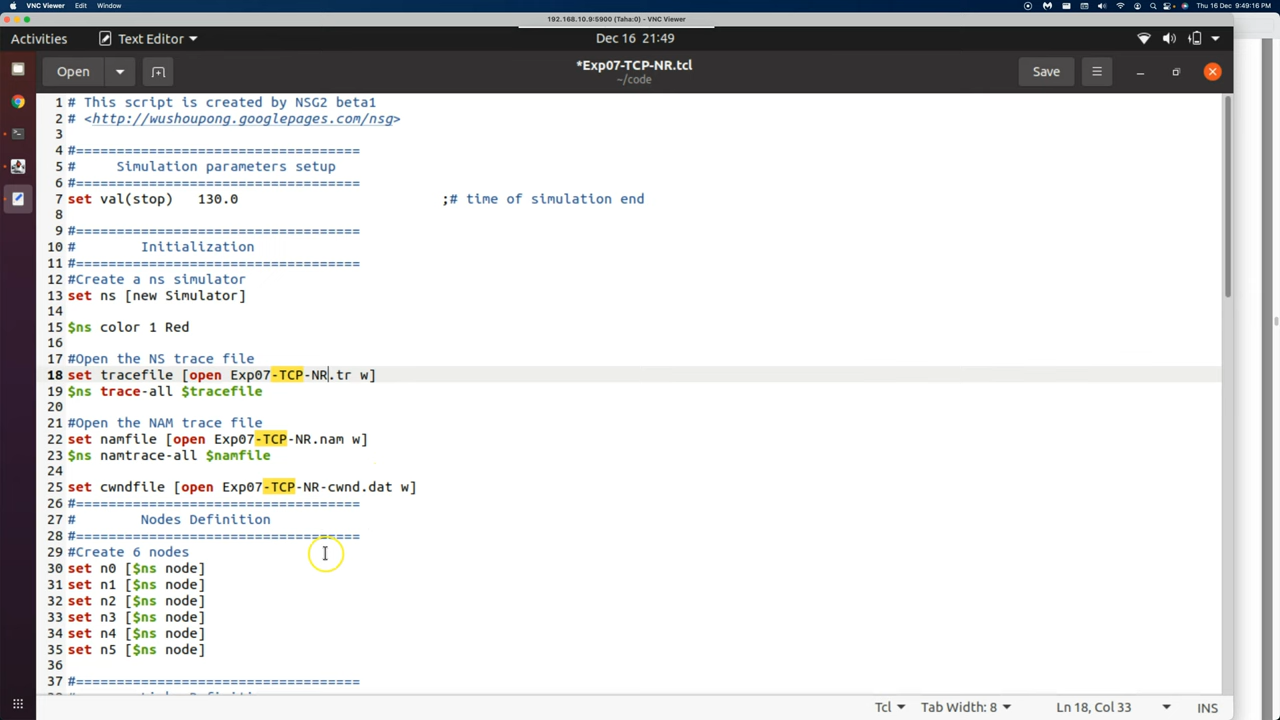 VNC Viewer Edit Window Thu 16 Dec 9:49:16 PM
192.168.10.9:5900 (Taha:0) - VNC Viewer
Activities Text Editor Dec 16 21:49
Open *Exp07-TCP-NR.tcl Save
~/code
1 # This script is created by NSG2 beta1
2 # <http://wushoupong.googlepages.com/nsg>
3
4 #===================================
5 #     Simulation parameters setup
6 #===================================
7 set val(stop)   130.0                         ;# time of simulation end
8
9 #===================================
10 #        Initialization
11 #===================================
12 #Create a ns simulator
13 set ns [new Simulator]
14
15 $ns color 1 Red
16
17 #Open the NS trace file
18 set tracefile [open Exp07-TCP-NR.tr w]
19 $ns trace-all $tracefile
20
21 #Open the NAM trace file
22 set namfile [open Exp07-TCP-NR.nam w]
23 $ns namtrace-all $namfile
24
25 set cwndfile [open Exp07-TCP-NR-cwnd.dat w]
26 #===================================
27 #        Nodes Definition
28 #===================================
29 #Create 6 nodes
30 set n0 [$ns node]
31 set n1 [$ns node]
32 set n2 [$ns node]
33 set n3 [$ns node]
34 set n4 [$ns node]
35 set n5 [$ns node]
36
37 #===================================
Tcl Tab Width: 8 Ln 18, Col 33 INS